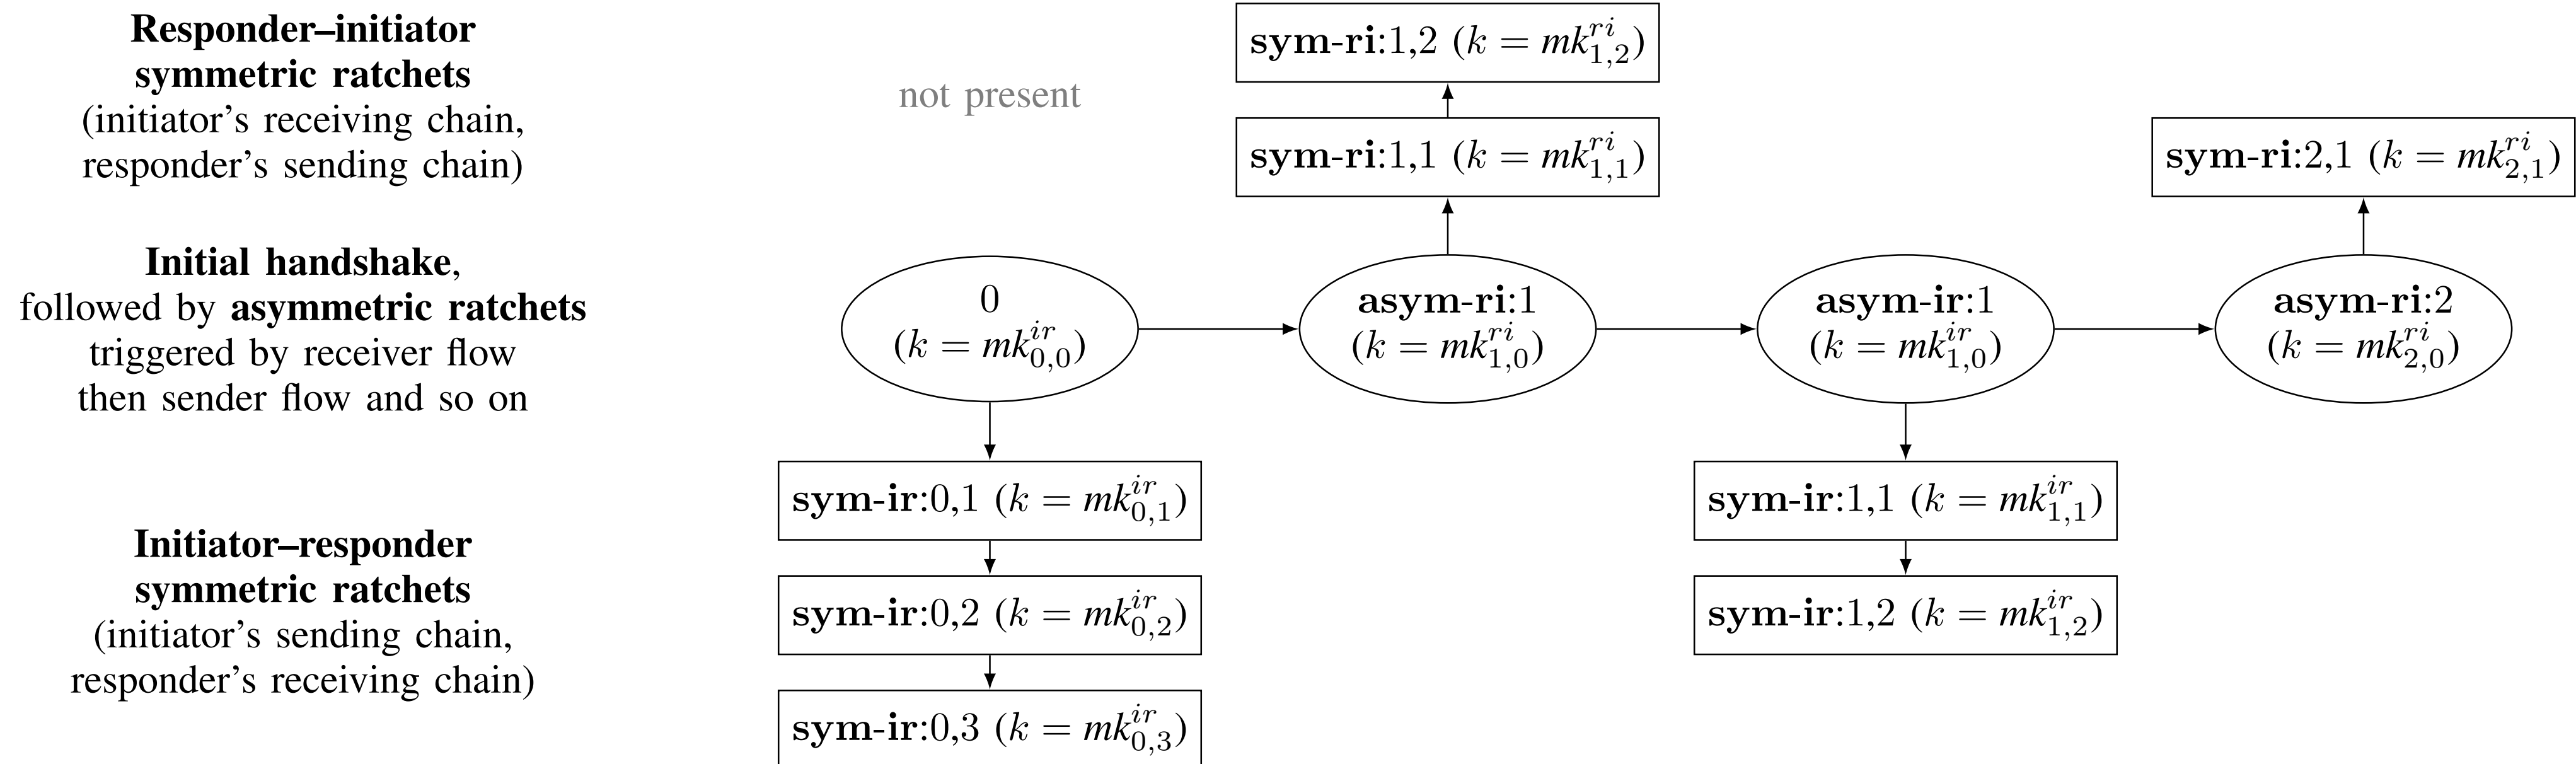 Responder–initiator
symmetric ratchets
(initiator's receiving chain,
responder's sending chain)
not present
sym-ri:1,2 (k = mk^{ri}_{1,2})
sym-ri:1,1 (k = mk^{ri}_{1,1})
sym-ri:2,1 (k = mk^{ri}_{2,1})
Initial handshake,
followed by asymmetric ratchets
triggered by receiver flow
then sender flow and so on
0
(k = mk^{ir}_{0,0})
asym-ri:1
(k = mk^{ri}_{1,0})
asym-ir:1
(k = mk^{ir}_{1,0})
asym-ri:2
(k = mk^{ri}_{2,0})
Initiator–responder
symmetric ratchets
(initiator's sending chain,
responder's receiving chain)
sym-ir:0,1 (k = mk^{ir}_{0,1})
sym-ir:0,2 (k = mk^{ir}_{0,2})
sym-ir:0,3 (k = mk^{ir}_{0,3})
sym-ir:1,1 (k = mk^{ir}_{1,1})
sym-ir:1,2 (k = mk^{ir}_{1,2})